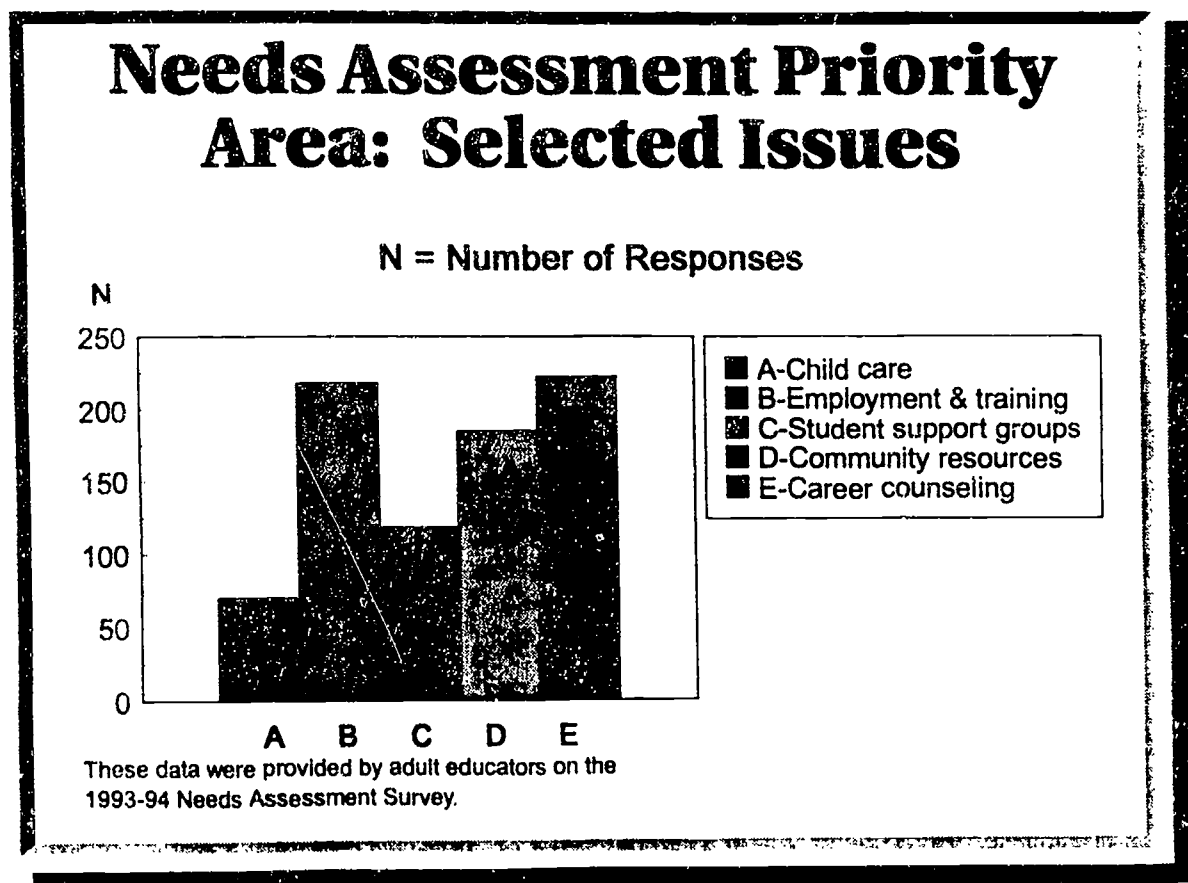 Needs Assessment Priority
Area: Selected Issues
N = Number of Responses
N
250
200
150
100
50
0
A B C D E
A-Child care
B-Employment & training
C-Student support groups
D-Community resources
E-Career counseling
These data were provided by adult educators on the
1993-94 Needs Assessment Survey.